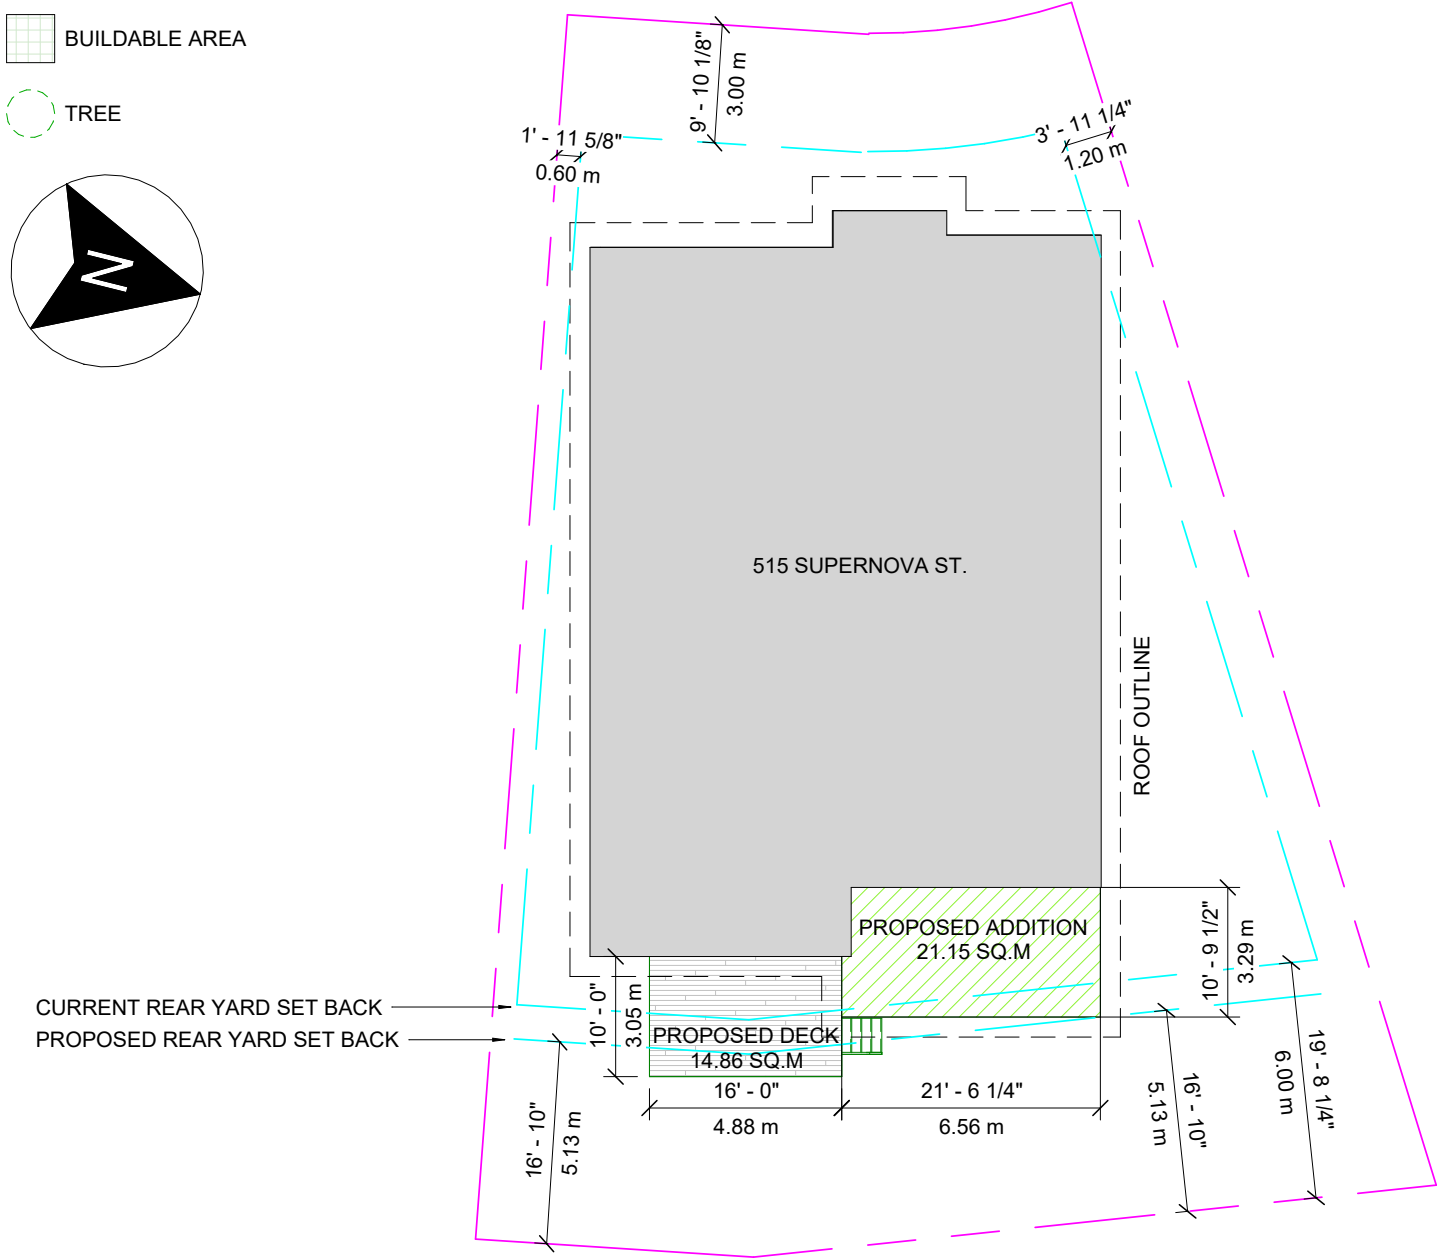 BUILDABLE AREA
TREE
N
9' - 10 1/8"
3.00 m
1' - 11 5/8"
0.60 m
3' - 11 1/4"
1.20 m
515 SUPERNOVA ST.
ROOF OUTLINE
PROPOSED ADDITION
21.15 SQ.M
10' - 9 1/2"
3.29 m
CURRENT REAR YARD SET BACK
PROPOSED REAR YARD SET BACK
10' - 0"
3.05 m
PROPOSED DECK
14.86 SQ.M
16' - 0"
4.88 m
21' - 6 1/4"
6.56 m
16' - 10"
5.13 m
16' - 10"
5.13 m
19' - 8 1/4"
6.00 m